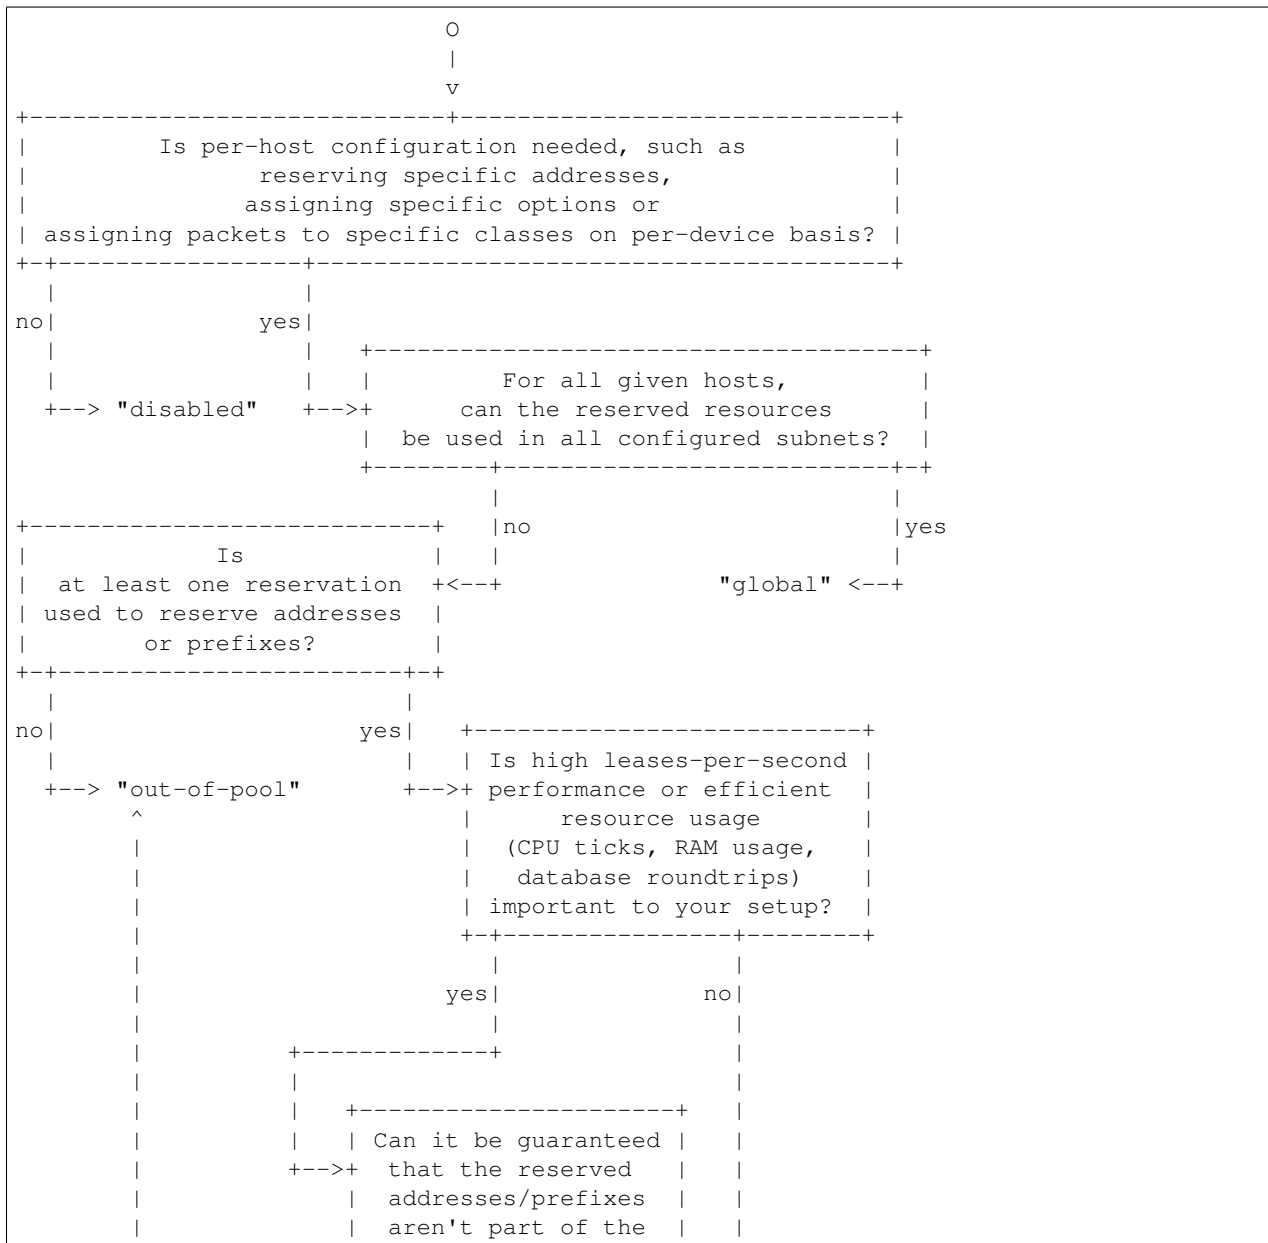 O
                                    |
                                    v
+-----------------------------+------------------------------+
|         Is per-host configuration needed, such as          |
|                reserving specific addresses,               |
|               assigning specific options or                |
| assigning packets to specific classes on per-device basis? |
+-+-----------------+----------------------------------------+
  |                 |
no|              yes|
  |                 |   +--------------------------------------+
  |                 |   |         For all given hosts,         |
  +--> "disabled"   +-->+      can the reserved resources      |
                        |  be used in all configured subnets?  |
                        +--------+---------------------------+-+
                                 |                           |
+----------------------------+   |no                         |yes
|             Is             |   |                           |
|  at least one reservation  +<--+               "global" <--+
| used to reserve addresses  |
|        or prefixes?        |
+-+------------------------+-+
  |                        |
no|                     yes|   +---------------------------+
  |                        |   | Is high leases-per-second |
  +--> "out-of-pool"       +-->+ performance or efficient  |
        ^                      |      resource usage       |
        |                      |  (CPU ticks, RAM usage,   |
        |                      |   database roundtrips)    |
        |                      | important to your setup?  |
        |                      +-+----------------+--------+
        |                        |                |
        |                     yes|              no|
        |                        |                |
        |          +-------------+                |
        |          |                              |
        |          |   +----------------------+   |
        |          |   | Can it be guaranteed |   |
        |          +-->+  that the reserved   |   |
        |              |  addresses/prefixes  |   |
        |              |  aren't part of the  |   |